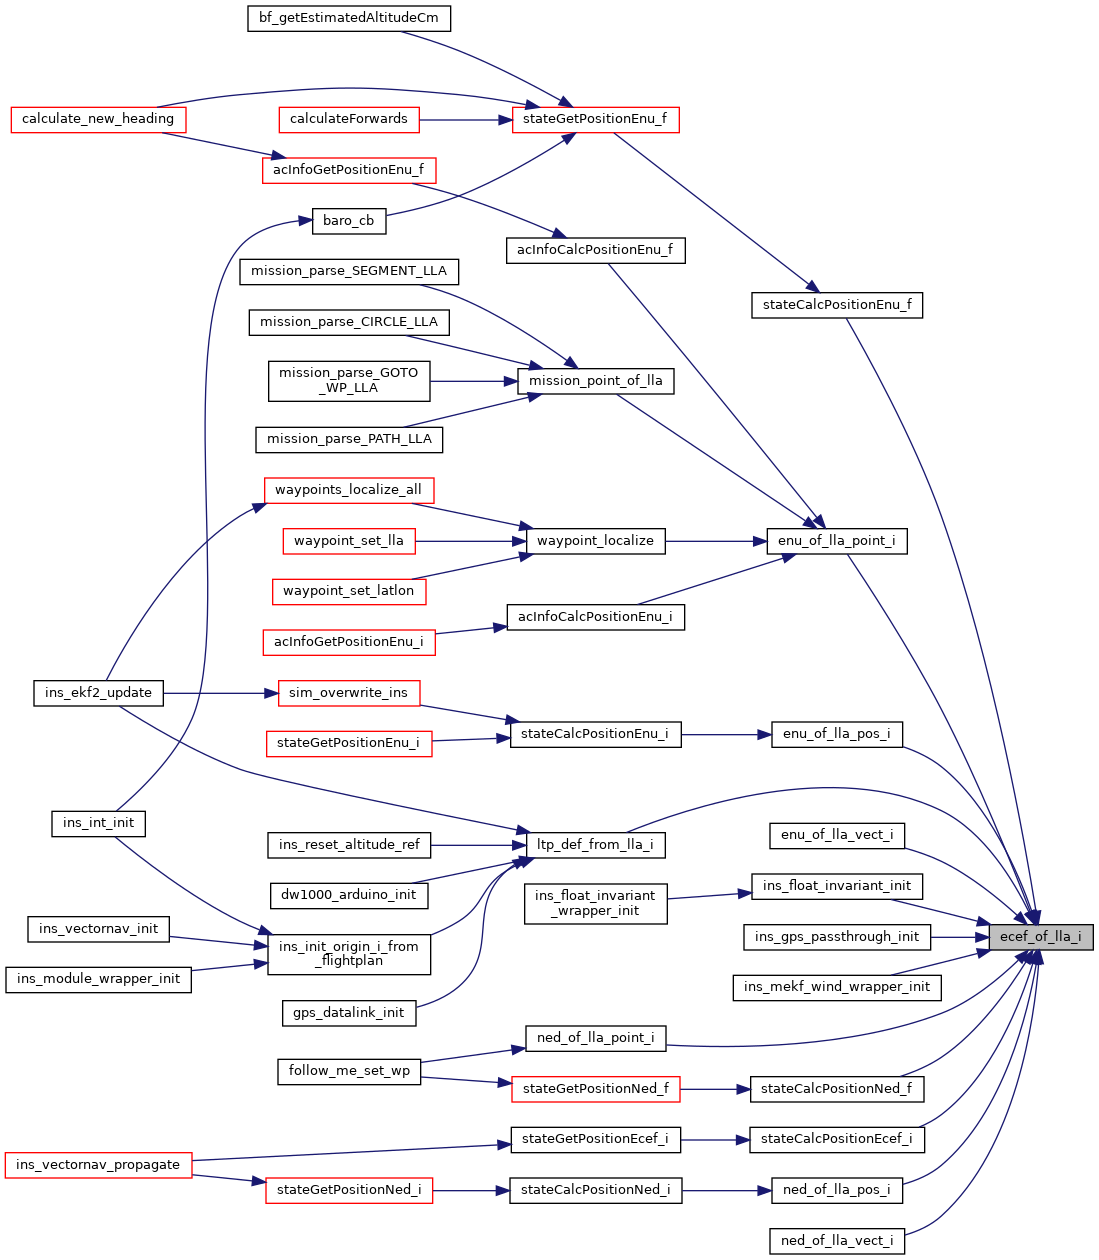 bf_getEstimatedAltitudeCm
calculate_new_heading
calculateForwards
stateGetPositionEnu_f
acInfoGetPositionEnu_f
baro_cb
acInfoCalcPositionEnu_f
mission_parse_SEGMENT_LLA
stateCalcPositionEnu_f
mission_parse_CIRCLE_LLA
mission_parse_GOTO
_WP_LLA
mission_point_of_lla
mission_parse_PATH_LLA
waypoints_localize_all
waypoint_set_lla
waypoint_localize
enu_of_lla_point_i
waypoint_set_latlon
acInfoCalcPositionEnu_i
acInfoGetPositionEnu_i
ins_ekf2_update
sim_overwrite_ins
stateGetPositionEnu_i
stateCalcPositionEnu_i
enu_of_lla_pos_i
ins_int_init
ins_reset_altitude_ref
ltp_def_from_lla_i
enu_of_lla_vect_i
dw1000_arduino_init
ins_float_invariant
_wrapper_init
ins_float_invariant_init
ins_vectornav_init
ins_init_origin_i_from
_flightplan
ins_gps_passthrough_init
ecef_of_lla_i
ins_module_wrapper_init
ins_mekf_wind_wrapper_init
gps_datalink_init
ned_of_lla_point_i
follow_me_set_wp
stateGetPositionNed_f
stateCalcPositionNed_f
stateGetPositionEcef_i
stateCalcPositionEcef_i
ins_vectornav_propagate
stateGetPositionNed_i
stateCalcPositionNed_i
ned_of_lla_pos_i
ned_of_lla_vect_i